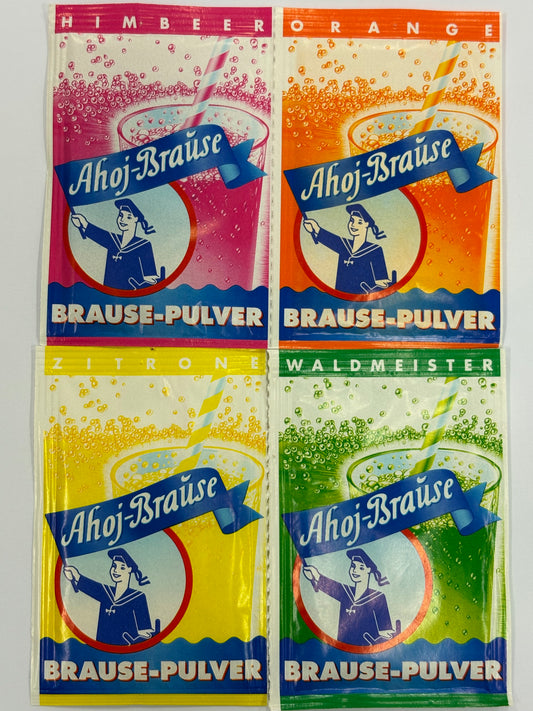 HIMBEER
Ahoj-Brause
BRAUSE-PULVER
ORANGE
Ahoj-Brauſe
BRAUSE-PULVER
ZITRONE
Ahoj-Brauſe
BRAUSE-PULVER
WALDMEISTER
Ahoj-Brauſe
BRAUSE-PULVER